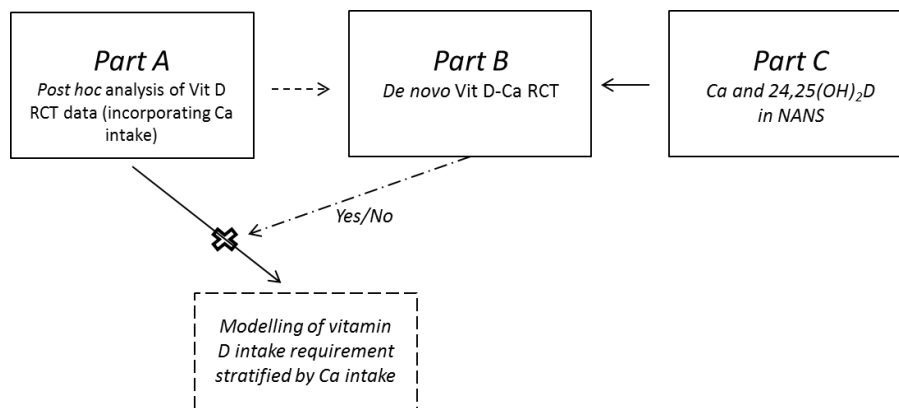 Part A
Post hoc analysis of Vit D
RCT data (incorporating Ca
intake)
Part B
De novo Vit D-Ca RCT
Part C
Ca and 24,25(OH)₂D
in NANS
Yes/No
Modelling of vitamin
D intake requirement
stratified by Ca intake